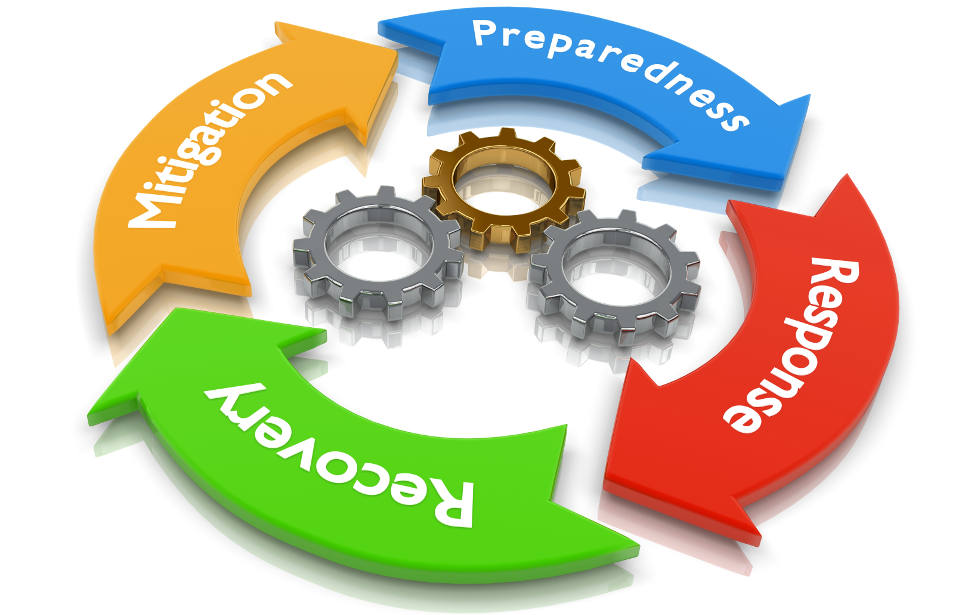 Mitigation
Preparedness
Response
Recovery